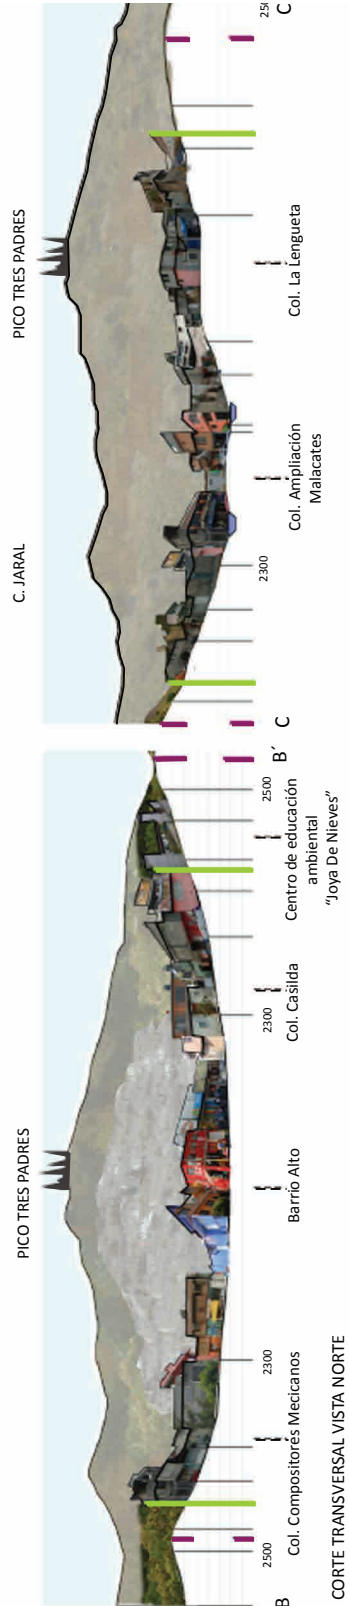 PICO TRES PADRES
B
B´
2500
2300
2300
2500
Col. Compositores Mecicanos
Barrio Alto
Col. Casilda
Centro de educación
ambiental
“Joya De Nieves”
CORTE TRANSVERSAL VISTA NORTE
C. JARAL
PICO TRES PADRES
C
C
2300
Col. Ampliación
Malacates
Col. La Lengueta